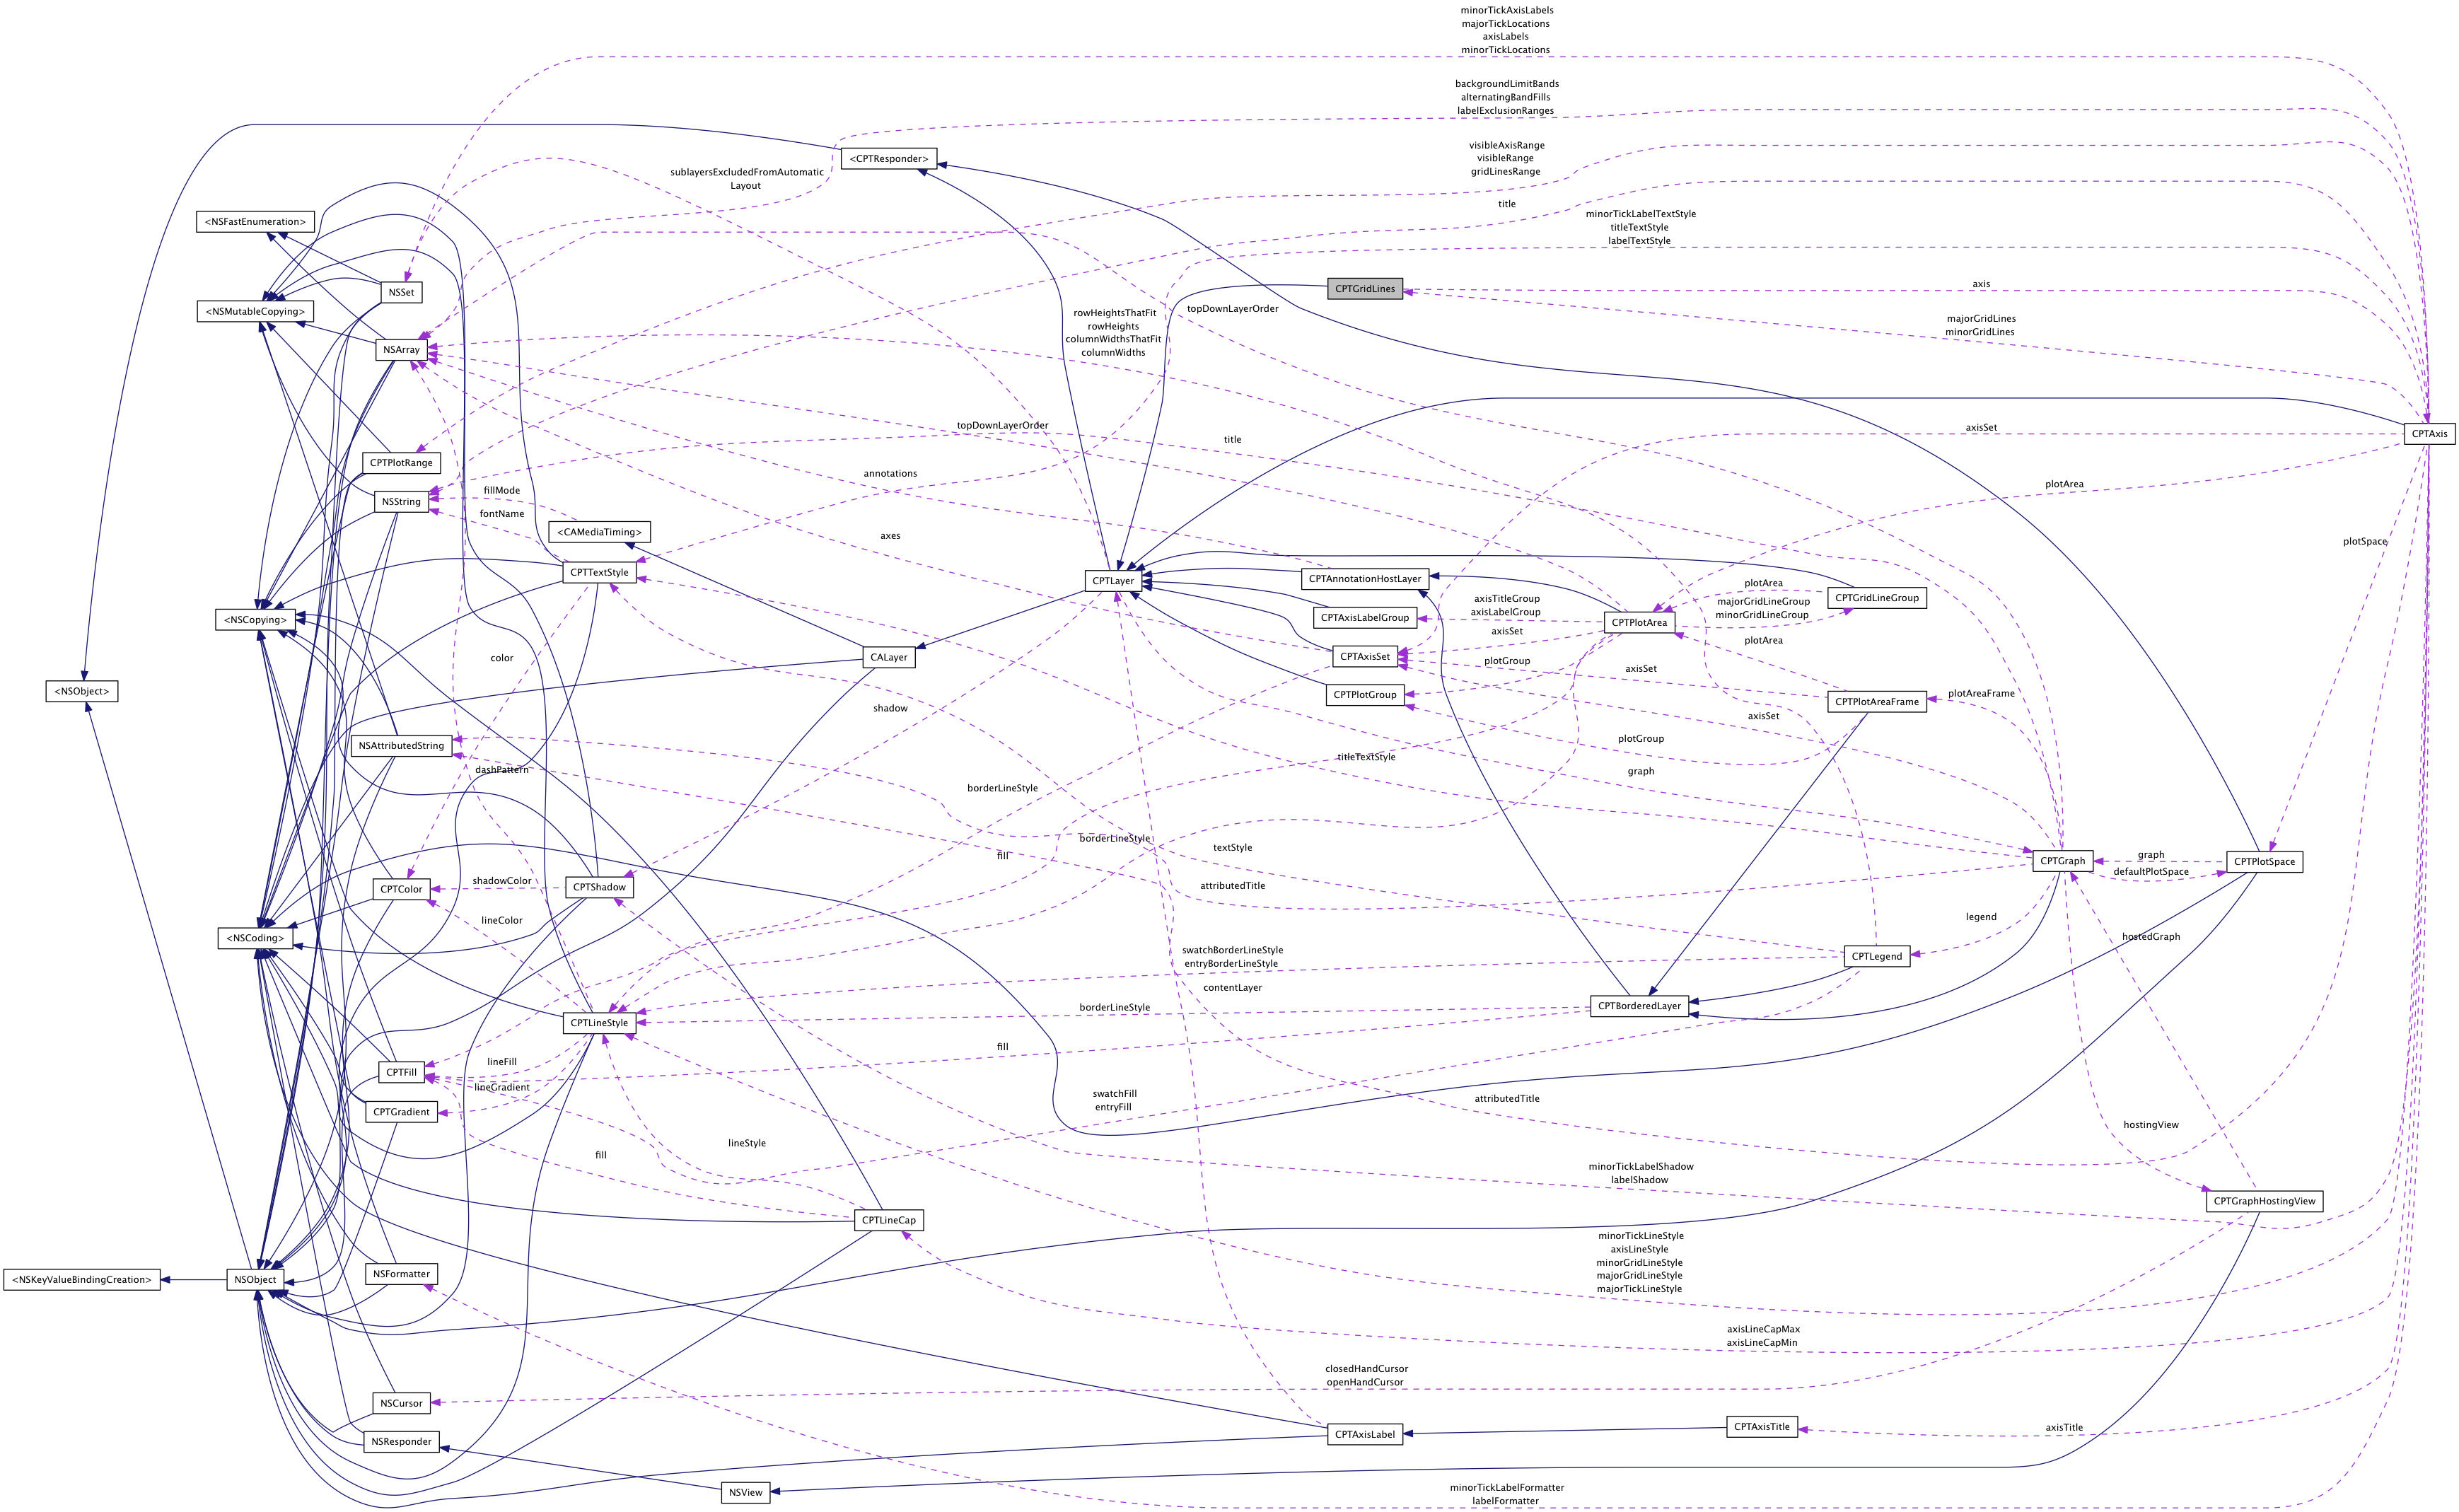 minorTickAxisLabels
majorTickLocations
axisLabels
minorTickLocations
backgroundLimitBands
alternatingBandFills
labelExclusionRanges
<CPTResponder>
visibleAxisRange
visibleRange
gridLinesRange
sublayersExcludedFromAutomatic
Layout
title
<NSFastEnumeration>
minorTickLabelTextStyle
titleTextStyle
labelTextStyle
NSSet
CPTGridLines
axis
<NSMutableCopying>
rowHeightsThatFit
rowHeights
columnWidthsThatFit
columnWidths
topDownLayerOrder
majorGridLines
minorGridLines
NSArray
topDownLayerOrder
title
axisSet
CPTAxis
CPTPlotRange
annotations
plotArea
fillMode
NSString
fontName
<CAMediaTiming>
axes
plotSpace
CPTTextStyle
CPTLayer
CPTAnnotationHostLayer
plotArea
CPTGridLineGroup
axisTitleGroup
axisLabelGroup
majorGridLineGroup
minorGridLineGroup
<NSCopying>
CPTAxisLabelGroup
CPTPlotArea
axisSet
plotArea
color
CALayer
CPTAxisSet
plotGroup
axisSet
<NSObject>
CPTPlotGroup
CPTPlotAreaFrame
plotAreaFrame
shadow
axisSet
NSAttributedString
plotGroup
titleTextStyle
dashPattern
graph
borderLineStyle
borderLineStyle
fill
textStyle
CPTGraph
graph
defaultPlotSpace
CPTPlotSpace
CPTColor
shadowColor
CPTShadow
attributedTitle
lineColor
legend
<NSCoding>
hostedGraph
swatchBorderLineStyle
entryBorderLineStyle
CPTLegend
contentLayer
borderLineStyle
CPTBorderedLayer
CPTLineStyle
fill
lineFill
CPTFill
lineGradient
CPTGradient
swatchFill
entryFill
attributedTitle
hostingView
lineStyle
fill
minorTickLabelShadow
labelShadow
CPTGraphHostingView
CPTLineCap
minorTickLineStyle
axisLineStyle
minorGridLineStyle
majorGridLineStyle
majorTickLineStyle
<NSKeyValueBindingCreation>
NSObject
NSFormatter
axisLineCapMax
axisLineCapMin
closedHandCursor
openHandCursor
NSCursor
CPTAxisTitle
axisTitle
NSResponder
CPTAxisLabel
NSView
minorTickLabelFormatter
labelFormatter